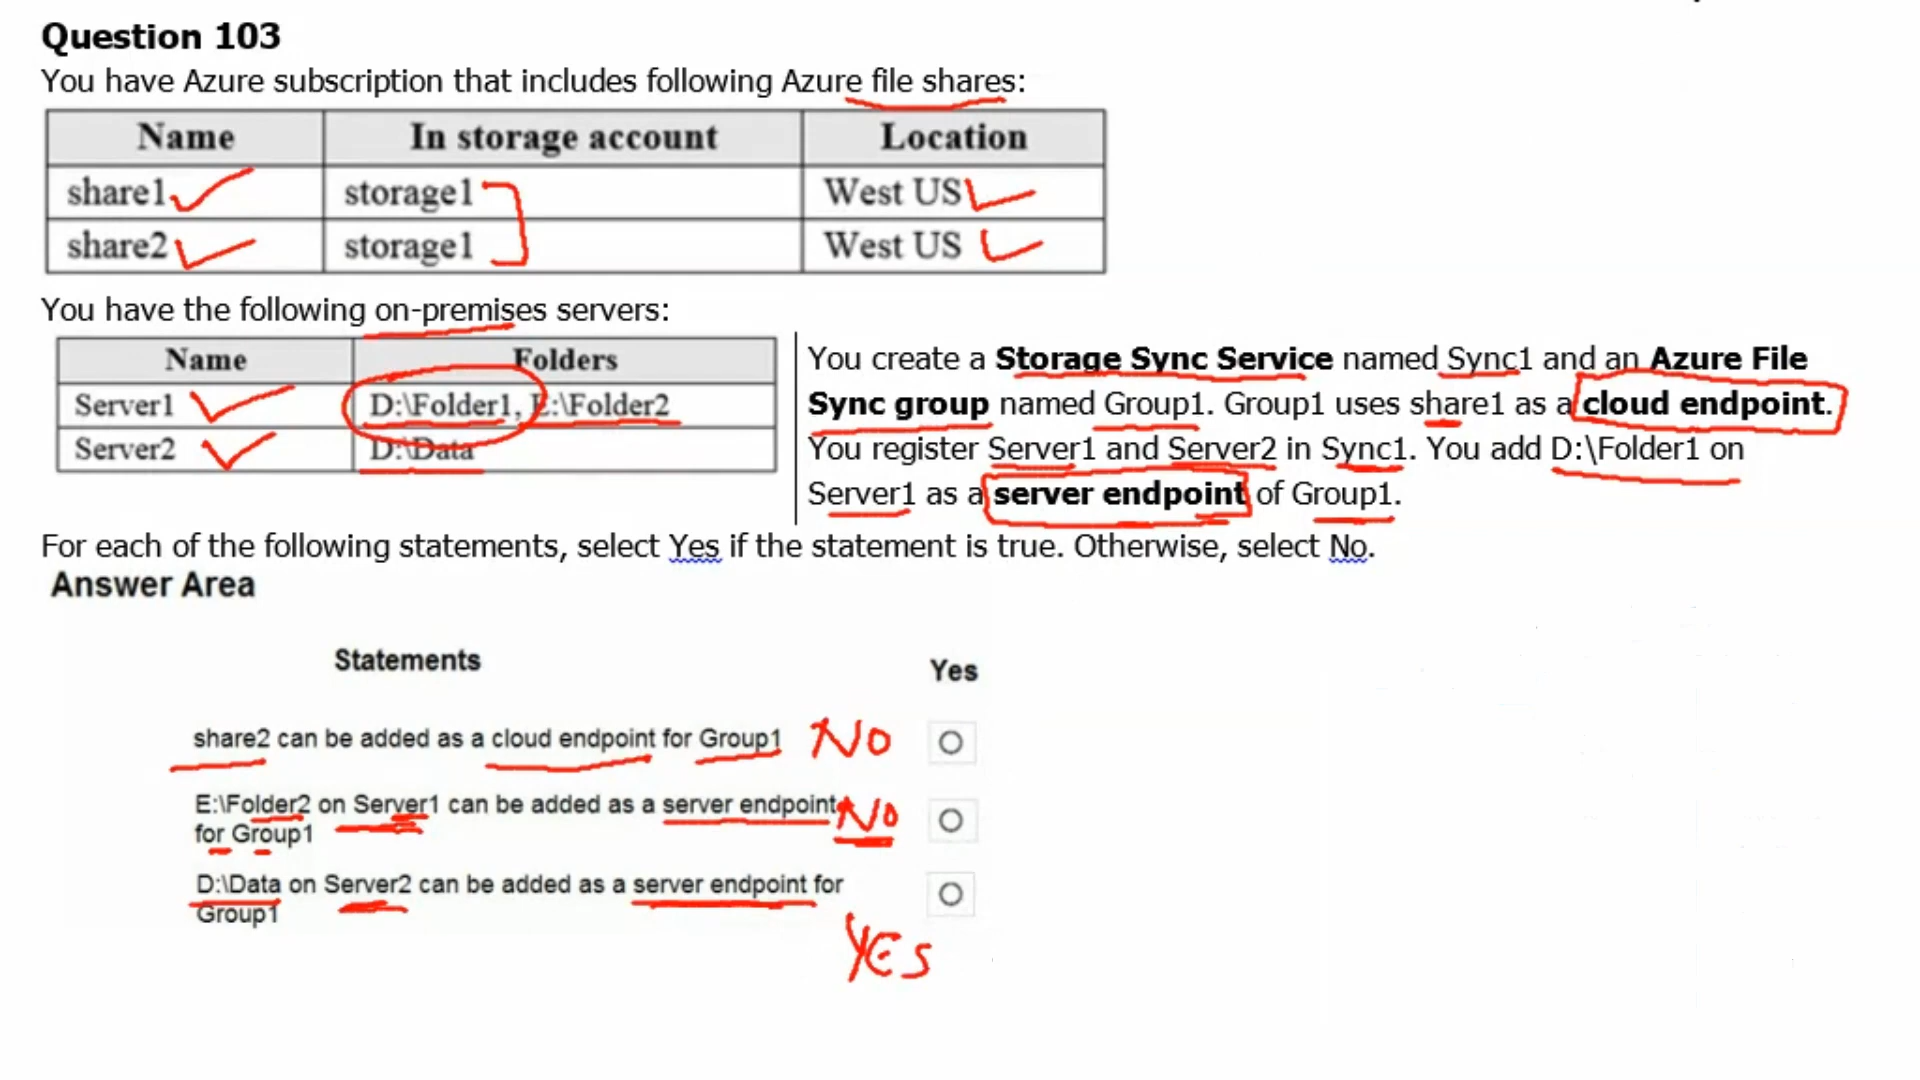 Question 103
You have Azure subscription that includes following Azure file shares:
Name In storage account Location
share1 storage1 West US
share2 storage1 West US
You have the following on-premises servers:
Name Folders
Server1 D:\Folder1, E:\Folder2
Server2 D:\Data
You create a Storage Sync Service named Sync1 and an Azure File
Sync group named Group1. Group1 uses share1 as a cloud endpoint.
You register Server1 and Server2 in Sync1. You add D:\Folder1 on
Server1 as a server endpoint of Group1.
For each of the following statements, select Yes if the statement is true. Otherwise, select No.
Answer Area
Statements Yes
share2 can be added as a cloud endpoint for Group1 NO
E:\Folder2 on Server1 can be added as a server endpoint NO
for Group1
D:\Data on Server2 can be added as a server endpoint for
Group1
YES